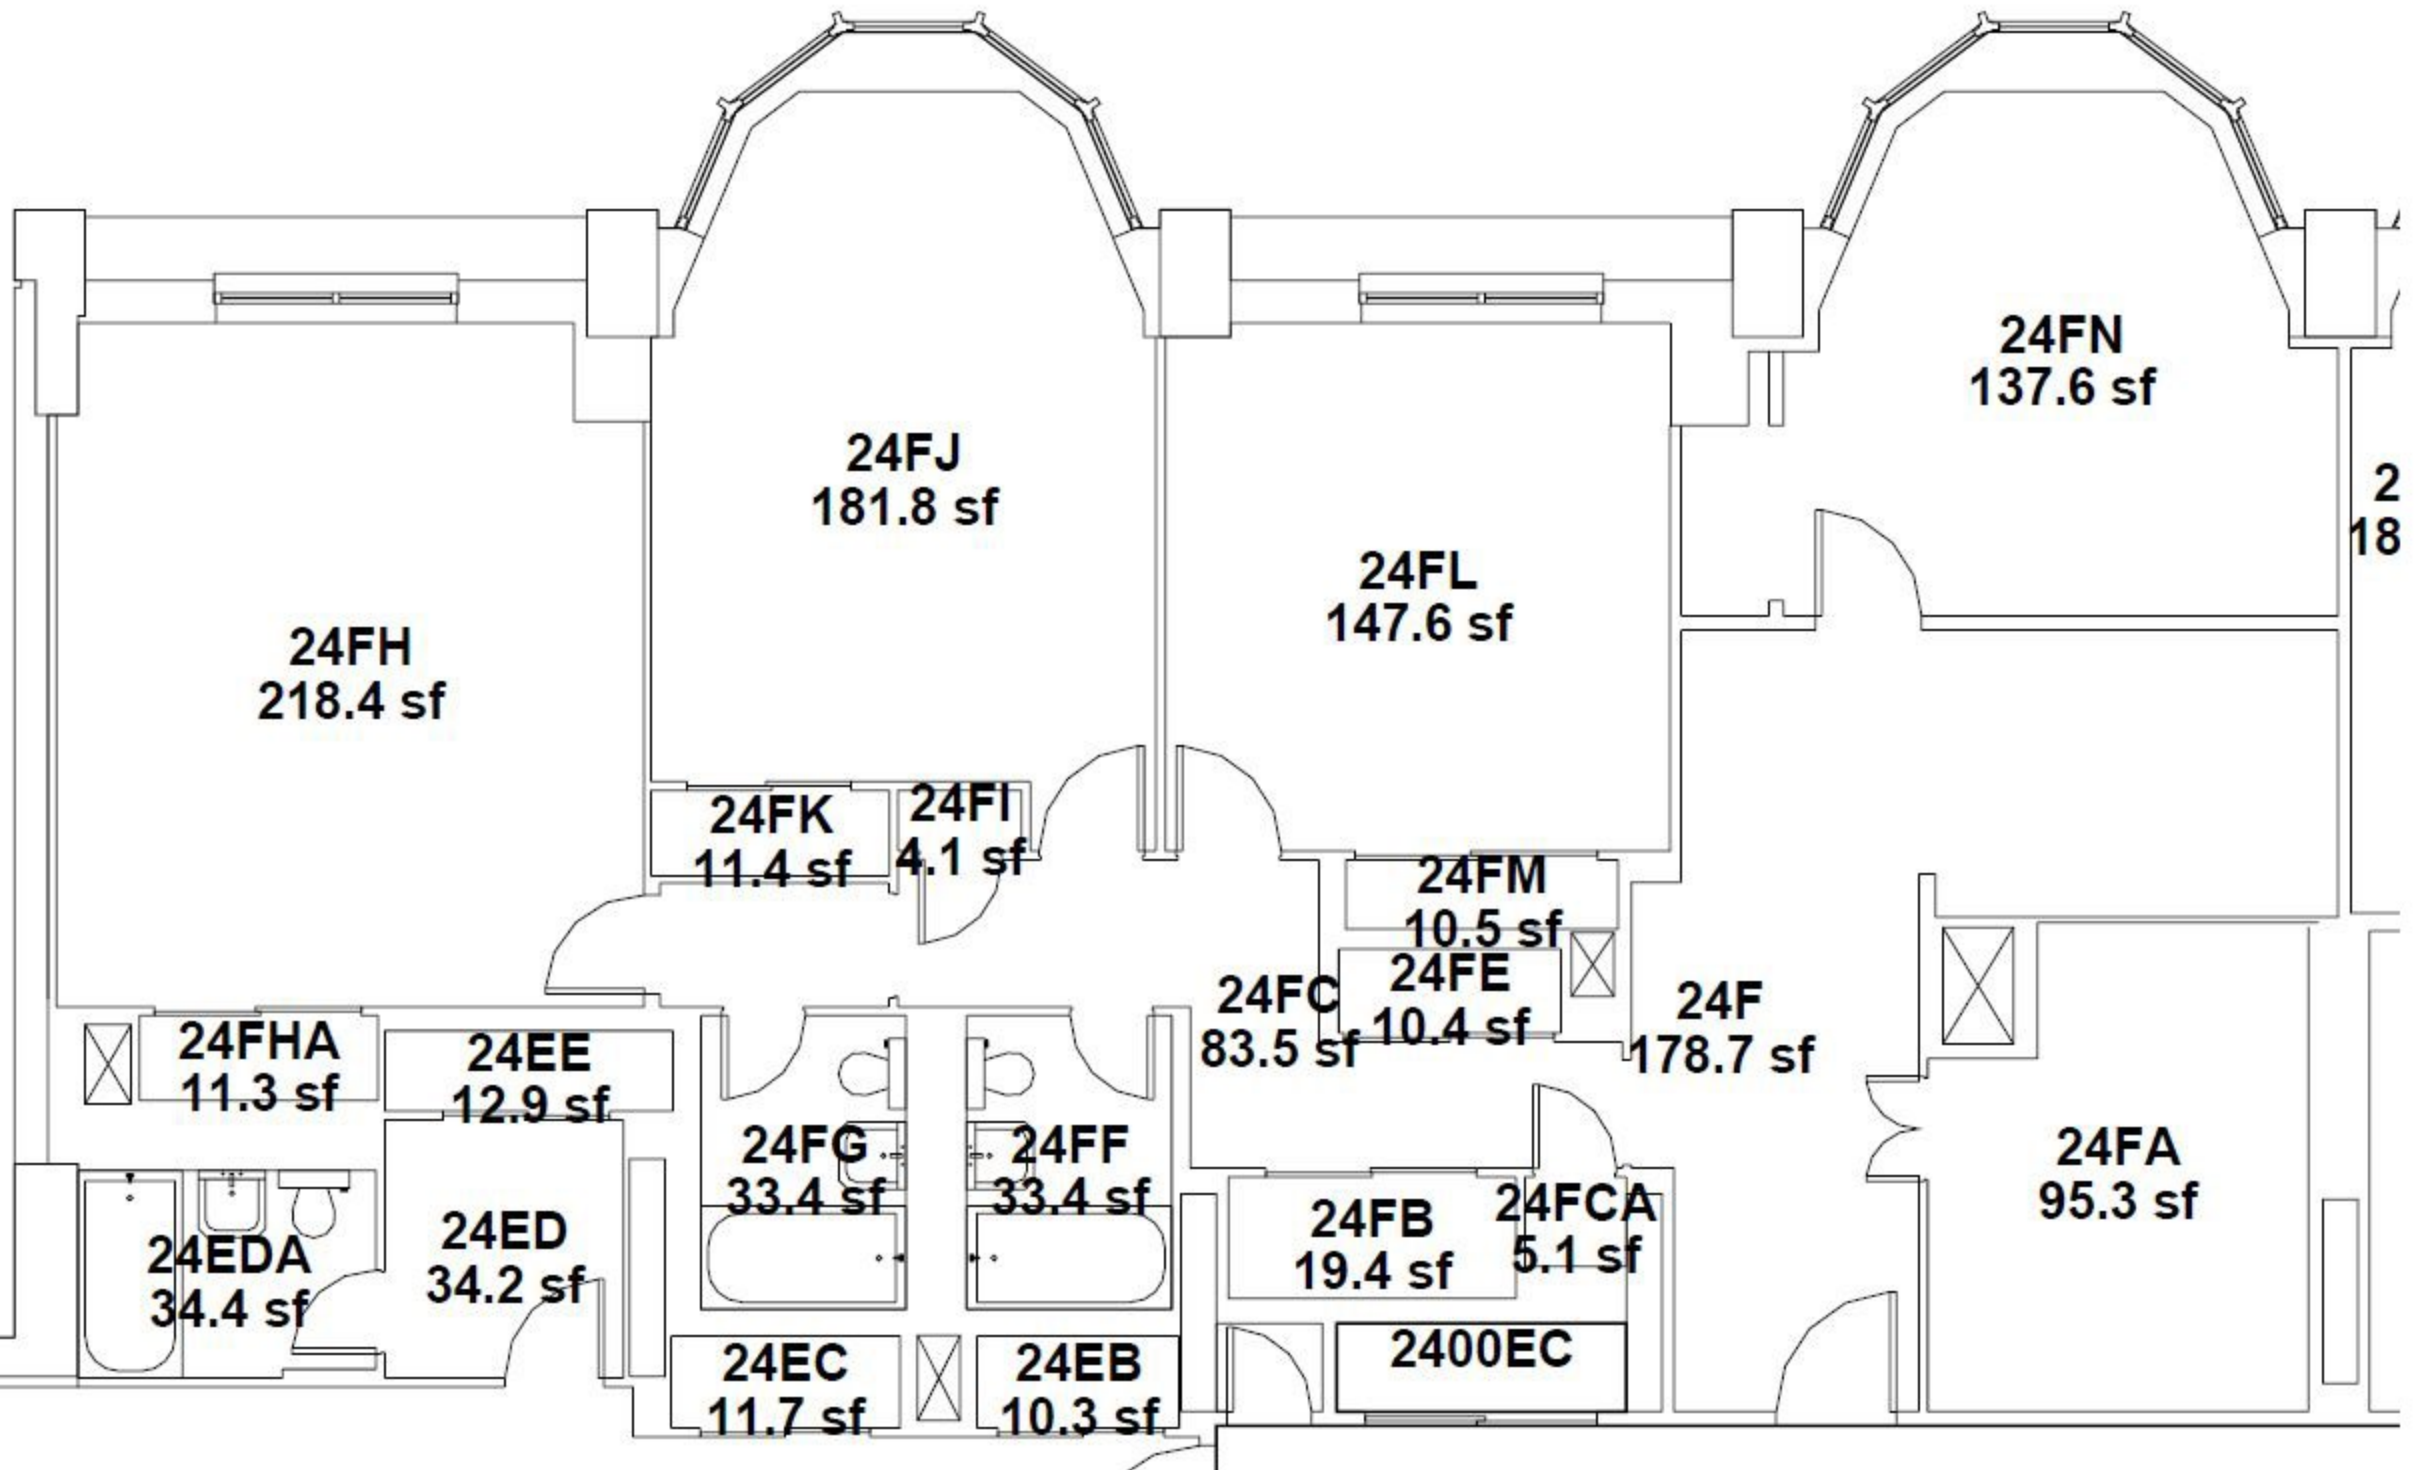 24FN
137.6 sf
24FJ
181.8 sf
2
18
24FL
147.6 sf
24FH
218.4 sf
24FK
11.4 sf
24FI
4.1 sf
24FM
10.5 sf
24FC
83.5 sf
24FE
10.4 sf
24F
178.7 sf
24FHA
11.3 sf
24EE
12.9 sf
24FG
33.4 sf
24FF
33.4 sf
24FA
95.3 sf
24FB
19.4 sf
24FCA
5.1 sf
24EDA
34.4 sf
24ED
34.2 sf
24EC
11.7 sf
24EB
10.3 sf
2400EC